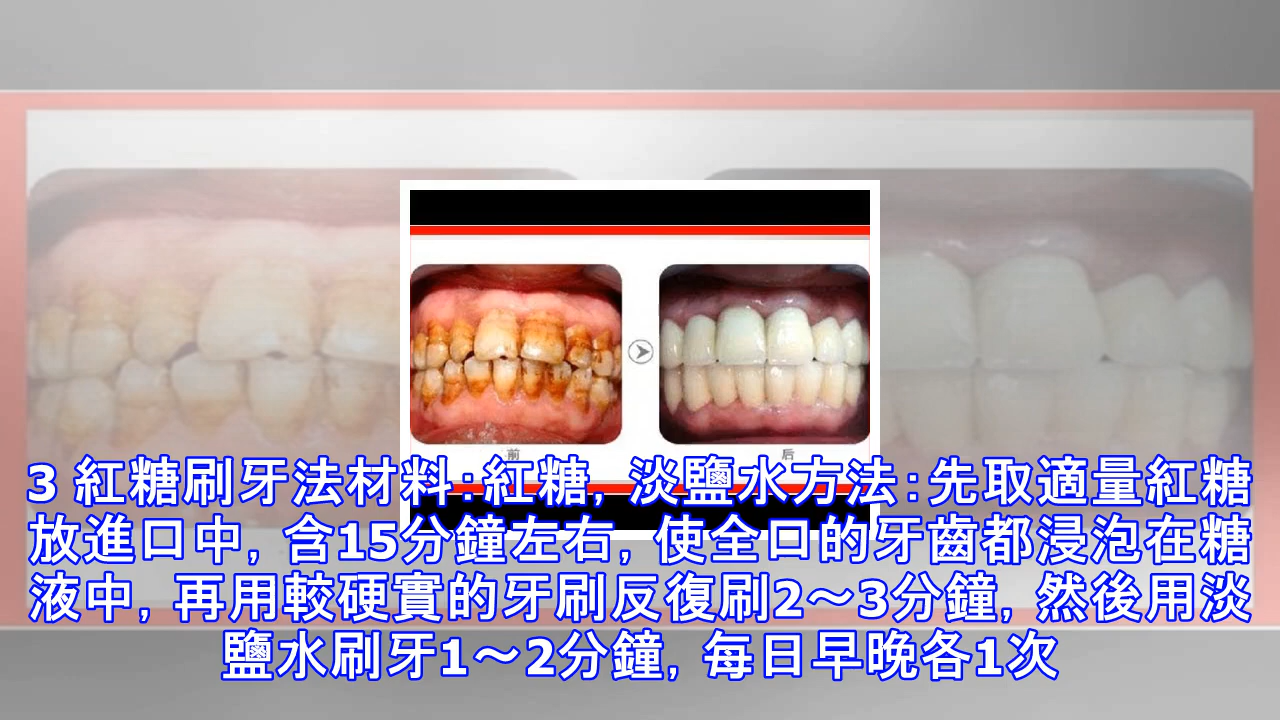 前
后
3 紅糖刷牙法材料:紅糖, 淡鹽水方法:先取適量紅糖
放進口中, 含15分鐘左右, 使全口的牙齒都浸泡在糖
液中, 再用較硬實的牙刷反復刷2～3分鐘, 然後用淡
鹽水刷牙1～2分鐘, 每日早晚各1次